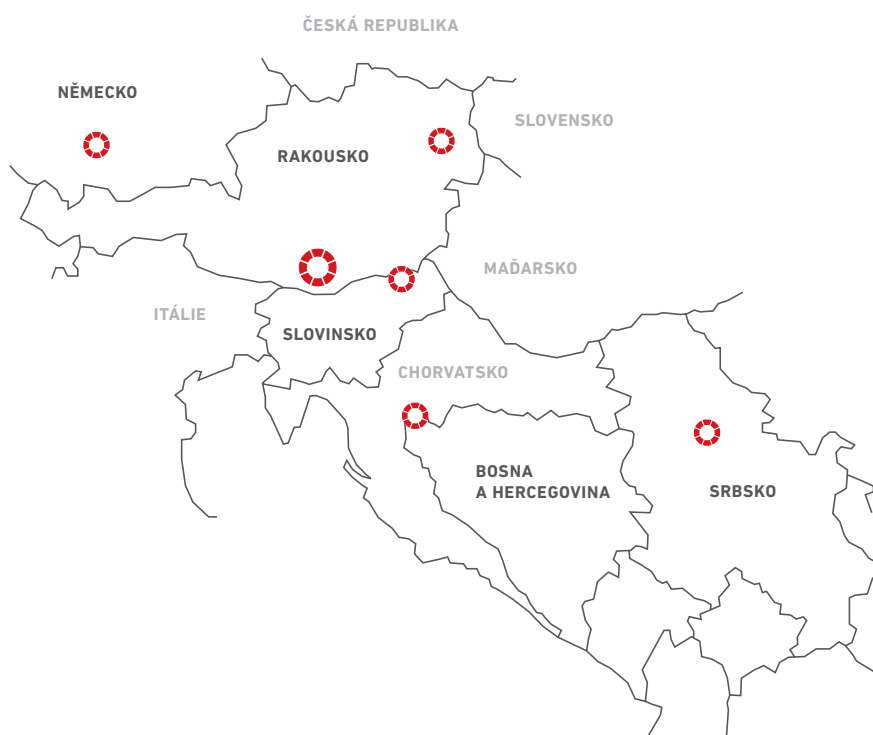 ČESKÁ REPUBLIKA
NĚMECKO
SLOVENSKO
RAKOUSKO
MAĎARSKO
ITÁLIE
SLOVINSKO
CHORVATSKO
BOSNA
A HERCEGOVINA
SRBSKO